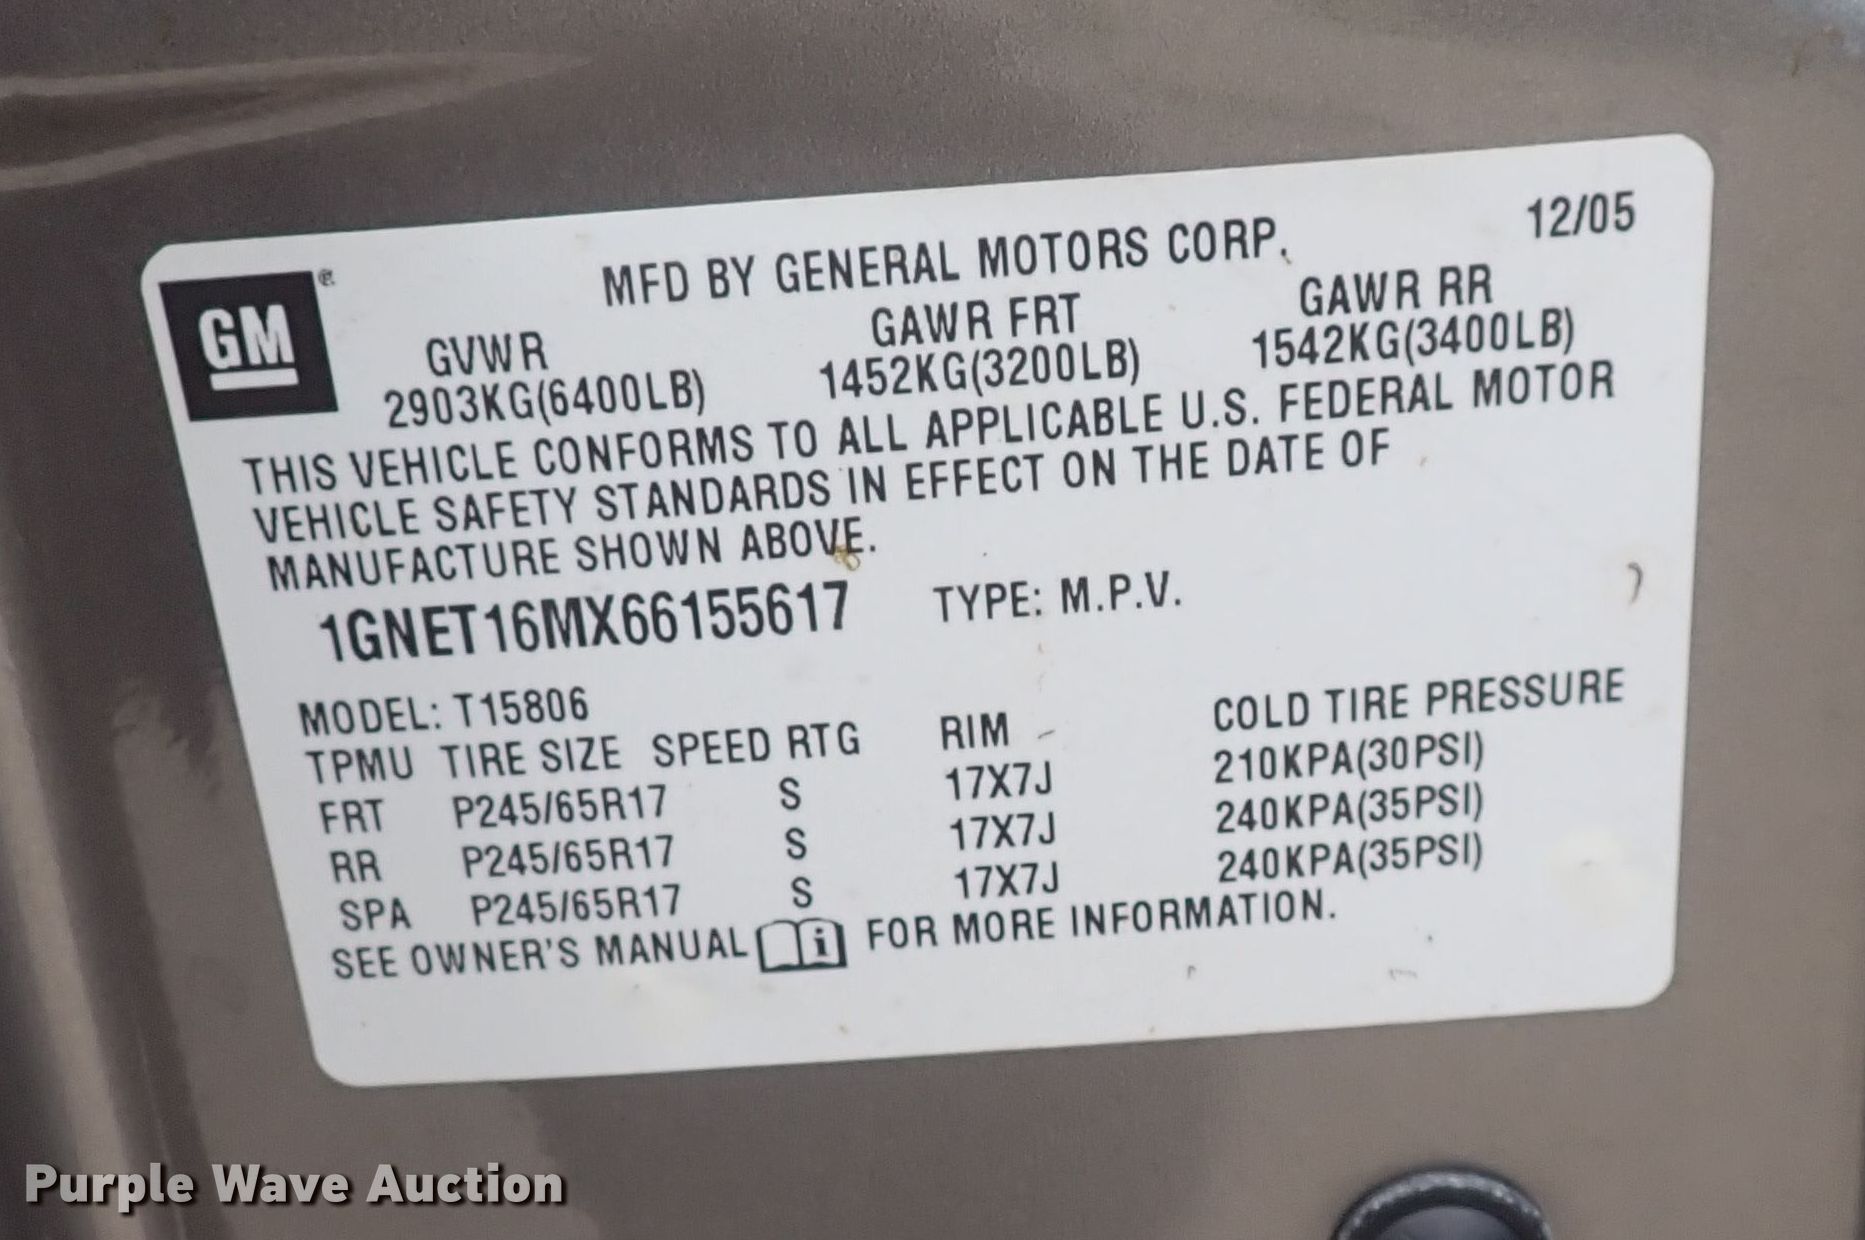 12/05
GM®
MFD BY GENERAL MOTORS CORP.
GVWR GAWR FRT GAWR RR
2903KG(6400LB) 1452KG(3200LB) 1542KG(3400LB)
THIS VEHICLE CONFORMS TO ALL APPLICABLE U.S. FEDERAL MOTOR
VEHICLE SAFETY STANDARDS IN EFFECT ON THE DATE OF
MANUFACTURE SHOWN ABOVE.
1GNET16MX66155617 TYPE: M.P.V.
MODEL: T15806
TPMU TIRE SIZE SPEED RTG RIM COLD TIRE PRESSURE
FRT P245/65R17 S 17X7J 210KPA(30PSI)
RR P245/65R17 S 17X7J 240KPA(35PSI)
SPA P245/65R17 S 17X7J 240KPA(35PSI)
SEE OWNER'S MANUAL i FOR MORE INFORMATION.
Purple Wave Auction